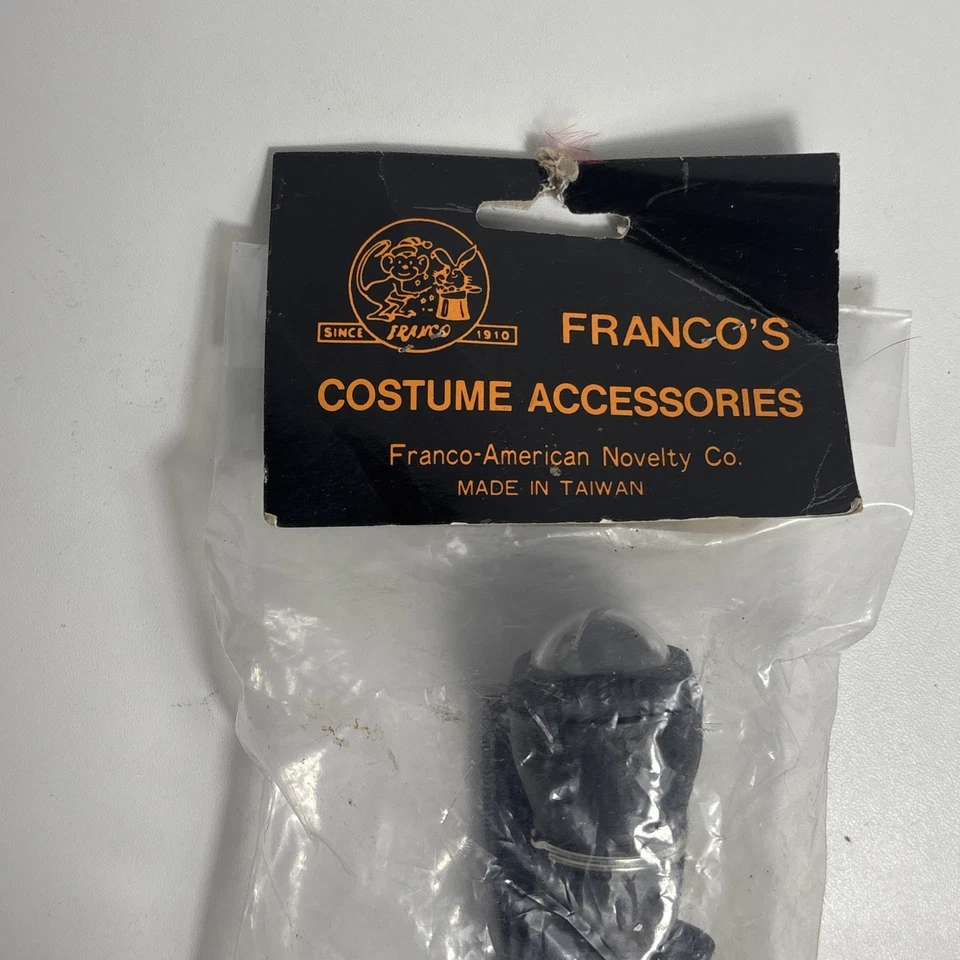 SINCE FRANCO 1910
FRANCO'S
COSTUME ACCESSORIES
Franco-American Novelty Co.
MADE IN TAIWAN